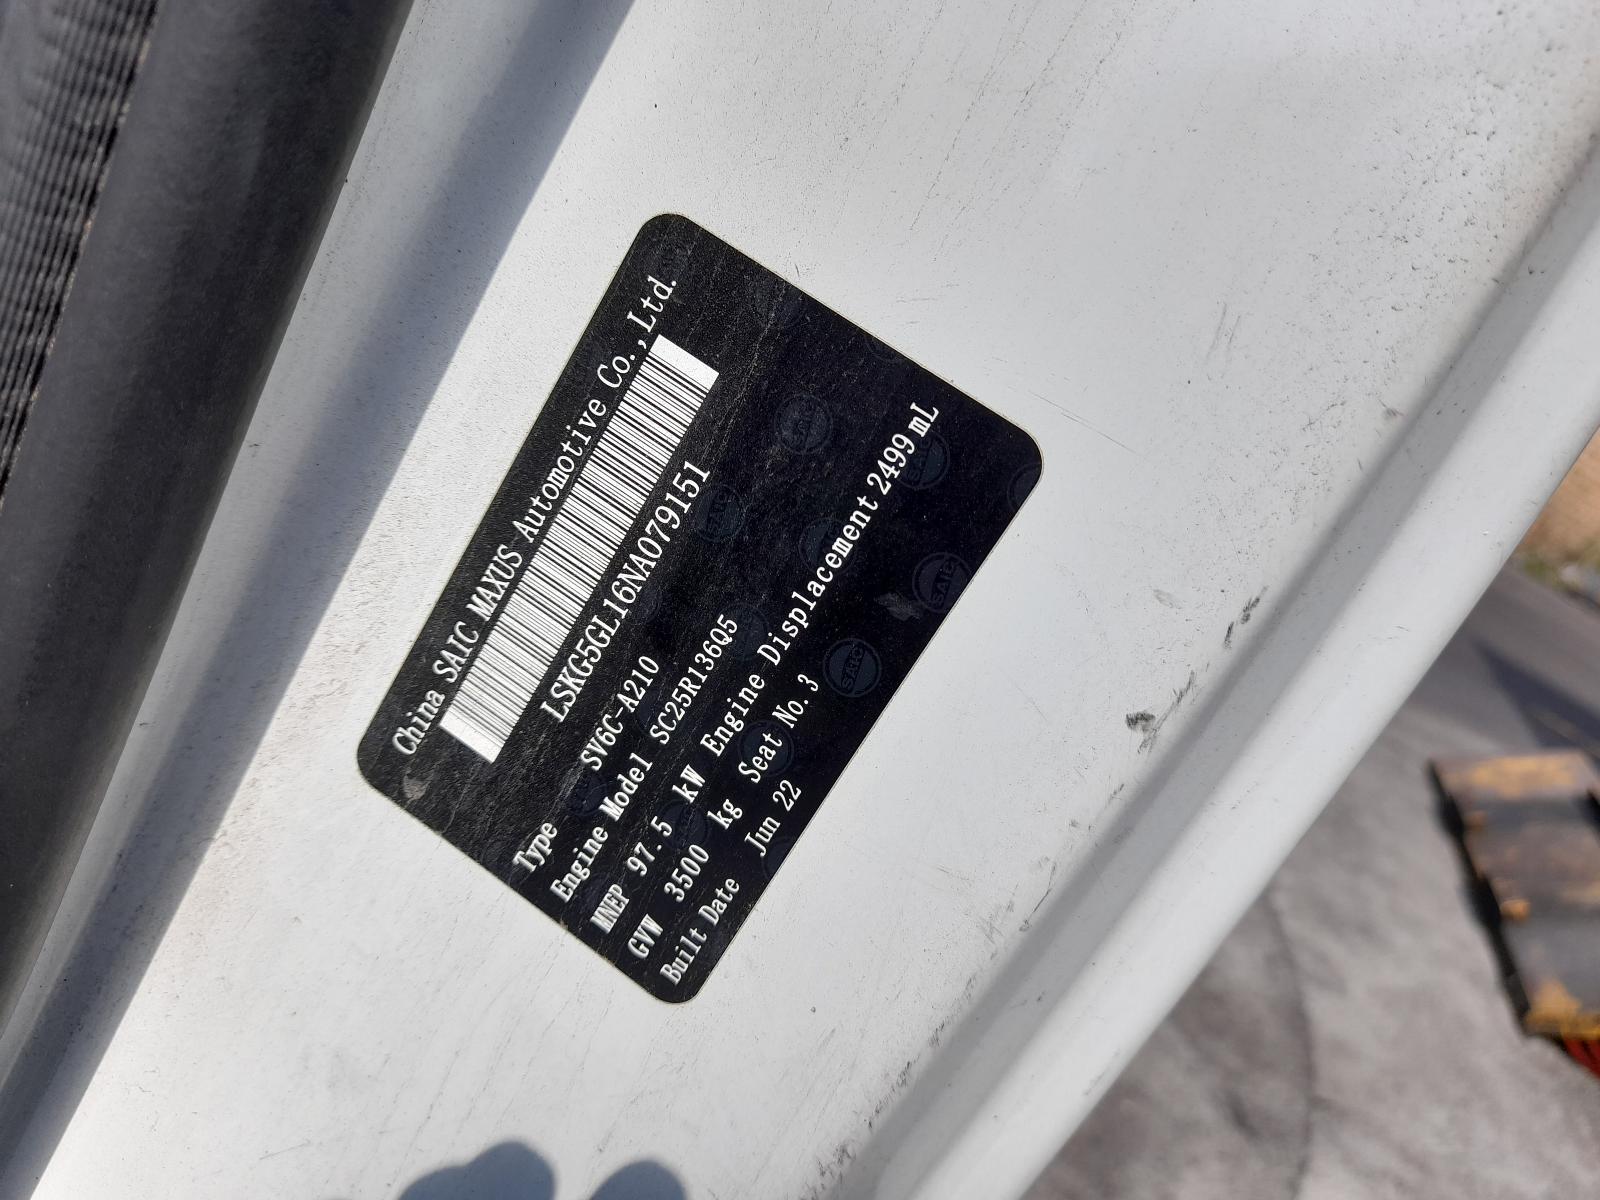 China SAIC MAXUS Automotive Co.,Ltd.
LSKG5GL16NA079151
Type SV6C-A210
Engine Model SC25R136Q5
MNEP 97.5 kW Engine Displacement 2499 mL
GVW 3500 kg Seat No. 3
Built Date Jun 22